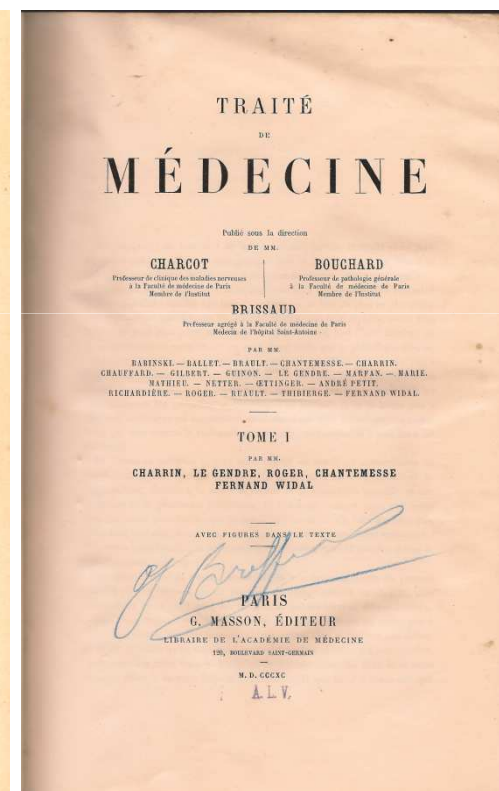 TRAITÉ
DE
MÉDECINE
Publié sous la direction
DE MM.
CHARCOT
Professeur de clinique des maladies nerveuses
à la Faculté de médecine de Paris
Membre de l'Institut
BOUCHARD
Professeur de pathologie générale
à la Faculté de médecine de Paris
Membre de l'Institut
BRISSAUD
Professeur agrégé à la Faculté de médecine de Paris
Médecin de l'hôpital Saint-Antoine
PAR MM.
BABINSKI. — BALLET. — BRAULT. — CHANTEMESSE. — CHARRIN.
CHAUFFARD. — GILBERT. — GUINON. — LE GENDRE. — MARFAN. — MARIE.
MATHIEU. — NETTER. — ŒTTINGER. — ANDRÉ PETIT.
RICHARDIÈRE. — ROGER. — RUAULT. — THIBIERGE. — FERNAND WIDAL.
TOME I
PAR MM.
CHARRIN, LE GENDRE, ROGER, CHANTEMESSE
FERNAND WIDAL
AVEC FIGURES DANS LE TEXTE
PARIS
G. MASSON, ÉDITEUR
LIBRAIRE DE L'ACADÉMIE DE MÉDECINE
120, BOULEVARD SAINT-GERMAIN
M. D. CCCXC
A.L.V.